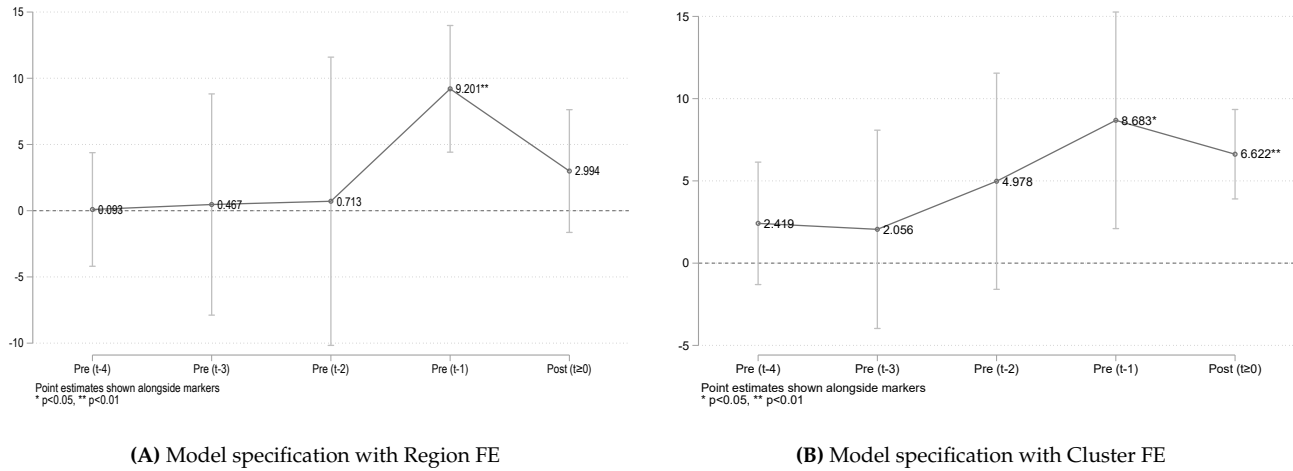 15
10
5
0
-5
-10
0.093
0.467
0.713
9.201**
2.994
Pre (t-4) Pre (t-3) Pre (t-2) Pre (t-1) Post (t≥0)
Point estimates shown alongside markers
* p<0.05, ** p<0.01
(A) Model specification with Region FE
15
10
5
0
-5
2.419
2.056
4.978
8.683*
6.622**
Pre (t-4) Pre (t-3) Pre (t-2) Pre (t-1) Post (t≥0)
Point estimates shown alongside markers
* p<0.05, ** p<0.01
(B) Model specification with Cluster FE